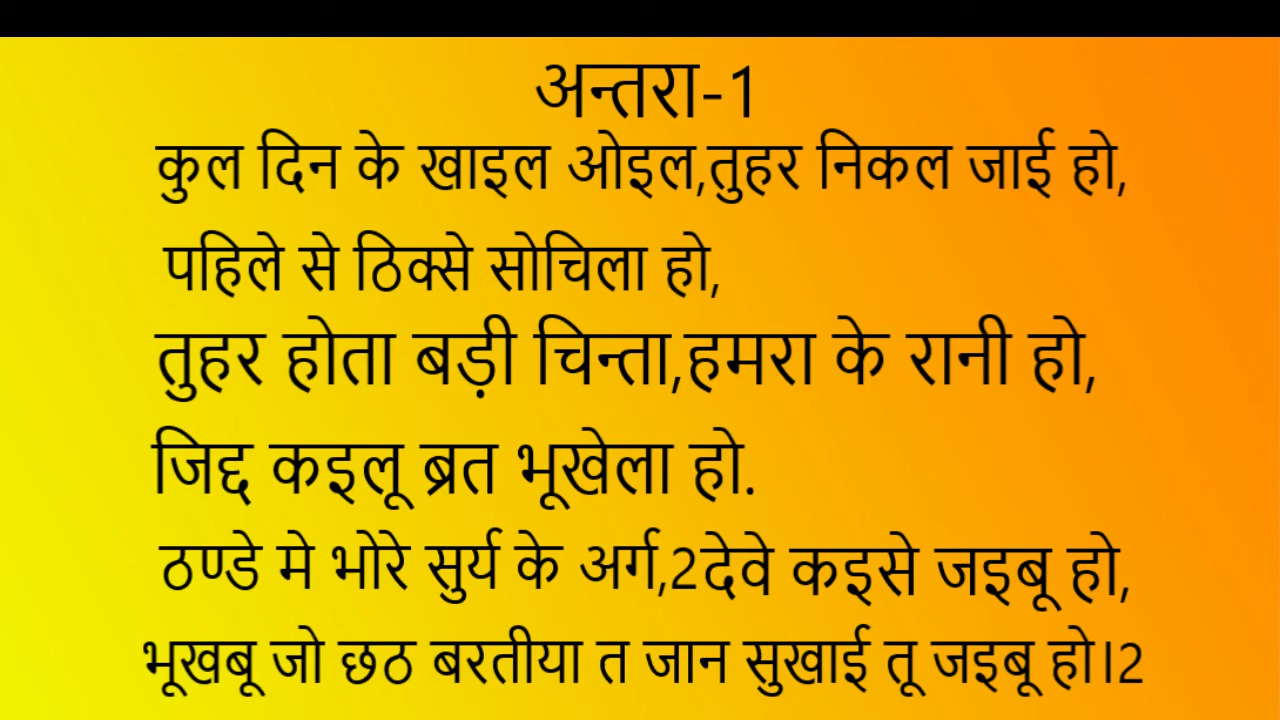 अन्तरा-1
कुल दिन के खाइल ओइल,तुहर निकल जाई हो,
पहिले से ठिक्से सोचिला हो,
तुहर होता बड़ी चिन्ता,हमरा के रानी हो,
जिद्द कइलू ब्रत भूखेला हो.
ठण्डे मे भोरे सुर्य के अर्ग,2देवे कइसे जइबू हो,
भूखबू जो छठ बरतीया त जान सुखाई तू जइबू हो।2